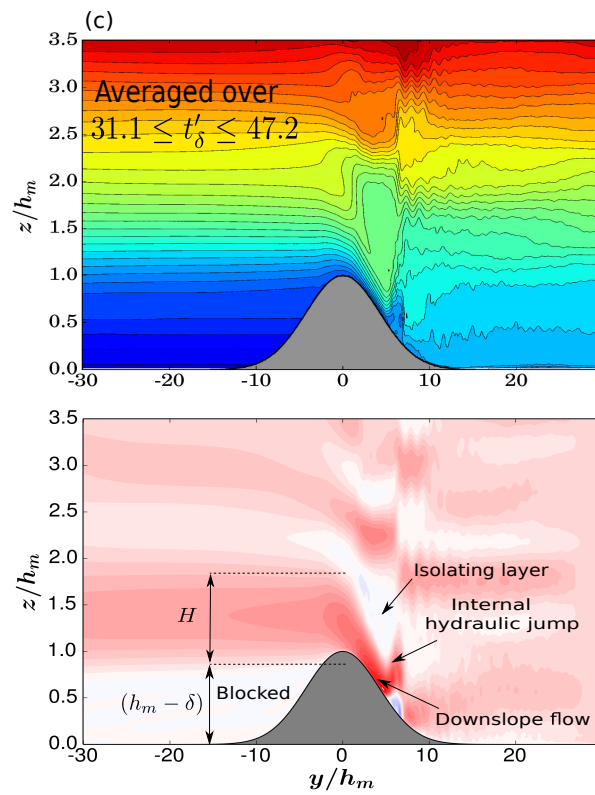 (c)
3.5
3.0
2.5
2.0
1.5
1.0
0.5
0.0
z/h_m
Averaged over
31.1 ≤ t′_δ ≤ 47.2
-30 -20 -10 0 10 20
3.5
3.0
2.5
2.0
1.5
1.0
0.5
0.0
z/h_m
H
(h_m − δ)
Blocked
Isolating layer
Internal
hydraulic jump
Downslope flow
-30 -20 -10 0 10 20
y/h_m